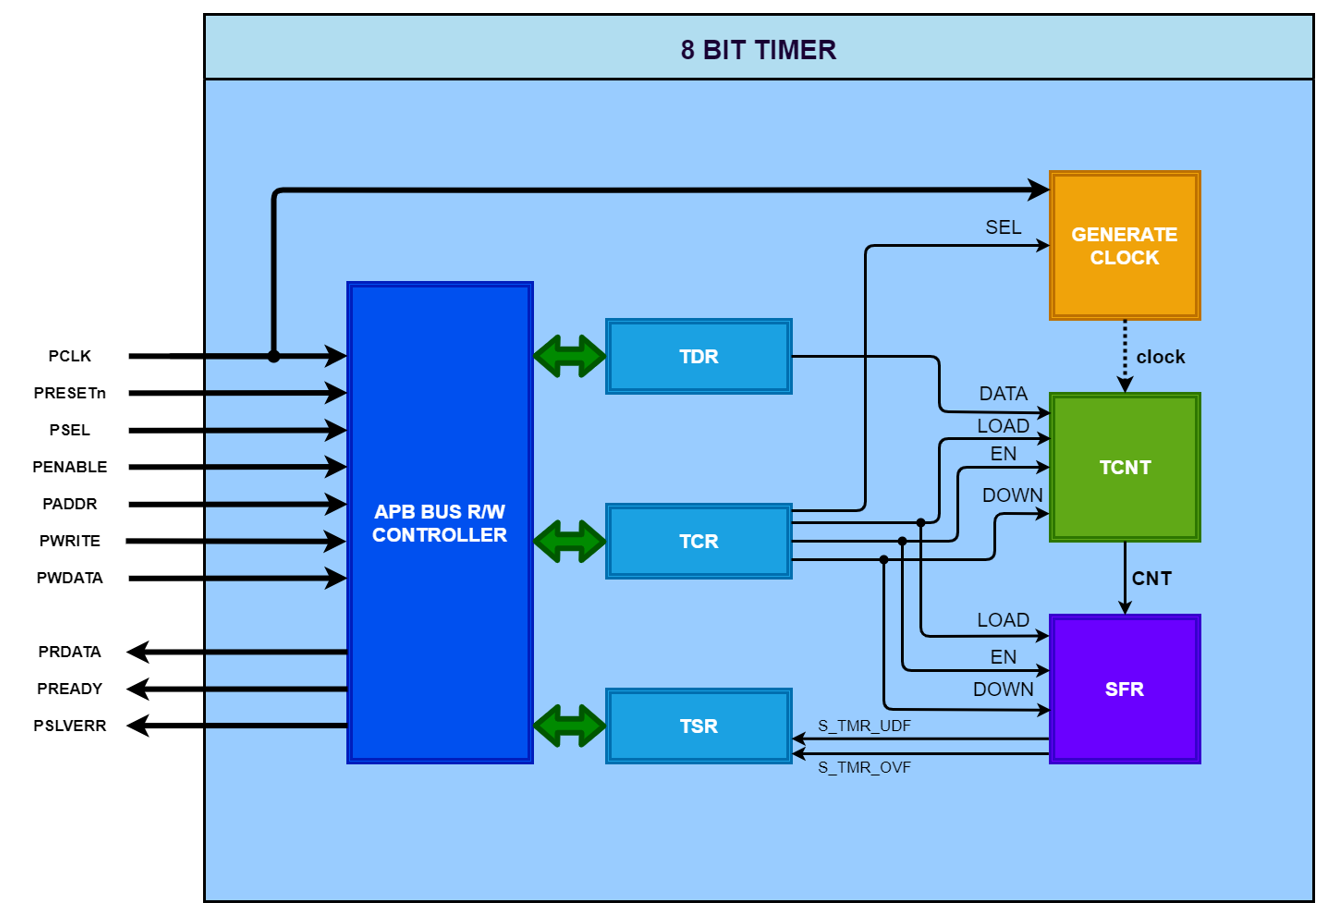 8 BIT TIMER
GENERATE
CLOCK
SEL
clock
PCLK
PRESETn
PSEL
PENABLE
PADDR
PWRITE
PWDATA
PRDATA
PREADY
PSLVERR
APB BUS R/W
CONTROLLER
TDR
TCR
TSR
DATA
LOAD
EN
DOWN
TCNT
CNT
LOAD
EN
DOWN
SFR
S_TMR_UDF
S_TMR_OVF